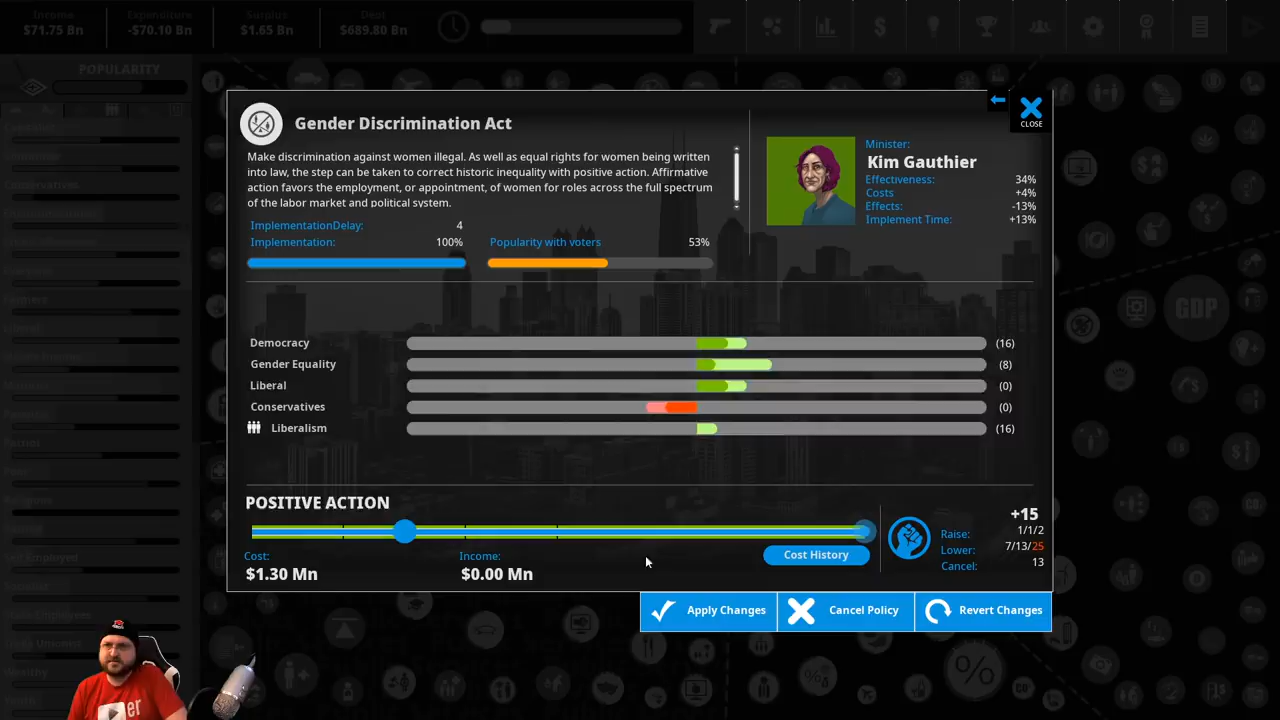 Income
Expenditure
Surplus
Debt
$71.75 Bn
-$70.10 Bn
$1.65 Bn
$689.80 Bn
POPULARITY
Gender Discrimination Act
CLOSE
Make discrimination against women illegal. As well as equal rights for women being written
into law, the step can be taken to correct historic inequality with positive action. Affirmative
action favors the employment, or appointment, of women for roles across the full spectrum
of the labor market and political system.
ImplementationDelay: 4
Implementation: 100%
Popularity with voters 53%
Minister:
Kim Gauthier
Effectiveness: 34%
Costs +4%
Effects: -13%
Implement Time: +13%
GDP
Democracy (16)
Gender Equality (8)
Liberal (0)
Conservatives (0)
Liberalism (16)
POSITIVE ACTION
Cost:
$1.30 Mn
Income:
$0.00 Mn
Cost History
+15
Raise: 1/1/2
Lower: 7/13/25
Cancel: 13
Apply Changes
Cancel Policy
Revert Changes
er